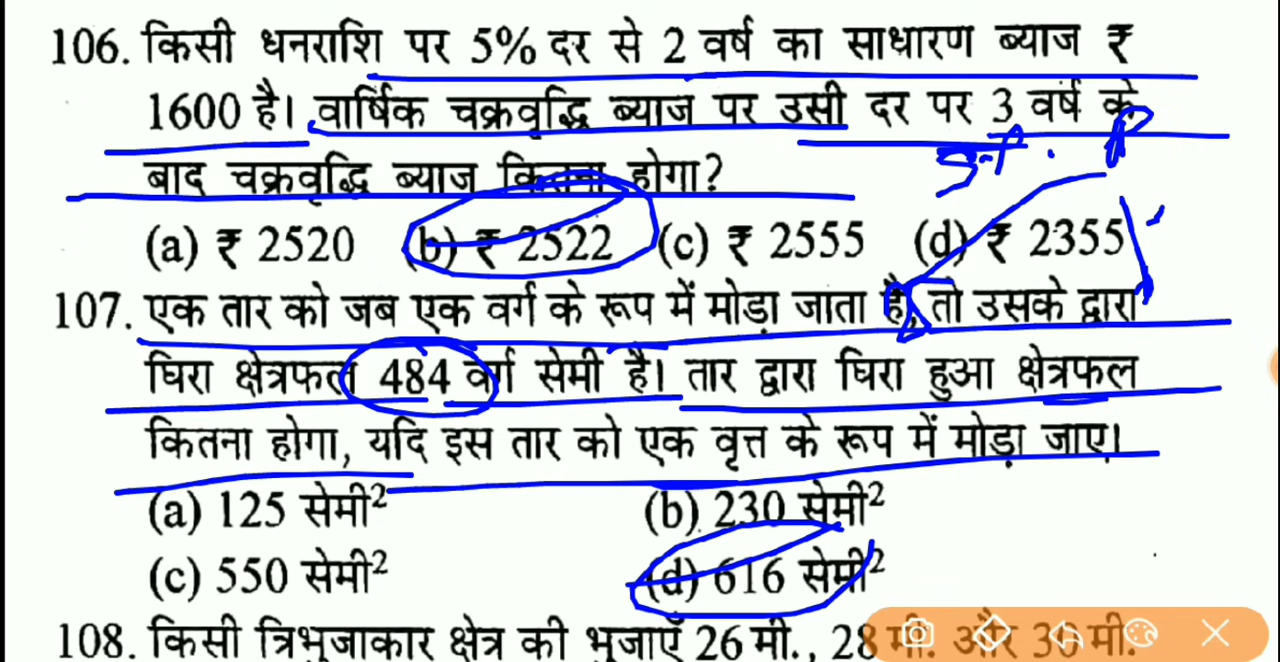 106. किसी धनराशि पर 5% दर से 2 वर्ष का साधारण ब्याज ₹
1600 है। वार्षिक चक्रवृद्धि ब्याज पर उसी दर पर 3 वर्ष के
बाद चक्रवृद्धि ब्याज कितना होगा?
(a) ₹ 2520 (b) ₹ 2522 (c) ₹ 2555 (d) ₹ 2355
107. एक तार को जब एक वर्ग के रूप में मोड़ा जाता है, तो उसके द्वारा
घिरा क्षेत्रफल 484 वर्ग सेमी है। तार द्वारा घिरा हुआ क्षेत्रफल
कितना होगा, यदि इस तार को एक वृत्त के रूप में मोड़ा जाए।
(a) 125 सेमी² (b) 230 सेमी²
(c) 550 सेमी² (d) 616 सेमी²
108. किसी त्रिभुजाकार क्षेत्र की भुजाएँ 26 मी., 28 मी. और 30 मी.